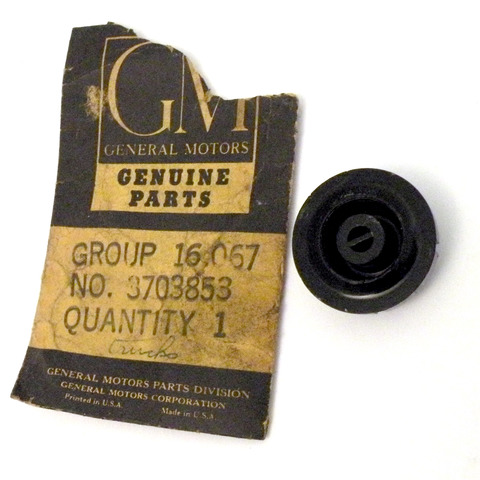 GM
GENERAL MOTORS
GENUINE
PARTS
GROUP 16.067
NO. 3703853
QUANTITY 1
trucks
GENERAL MOTORS PARTS DIVISION
GENERAL MOTORS CORPORATION
Printed in U.S.A. Made in U.S.A.